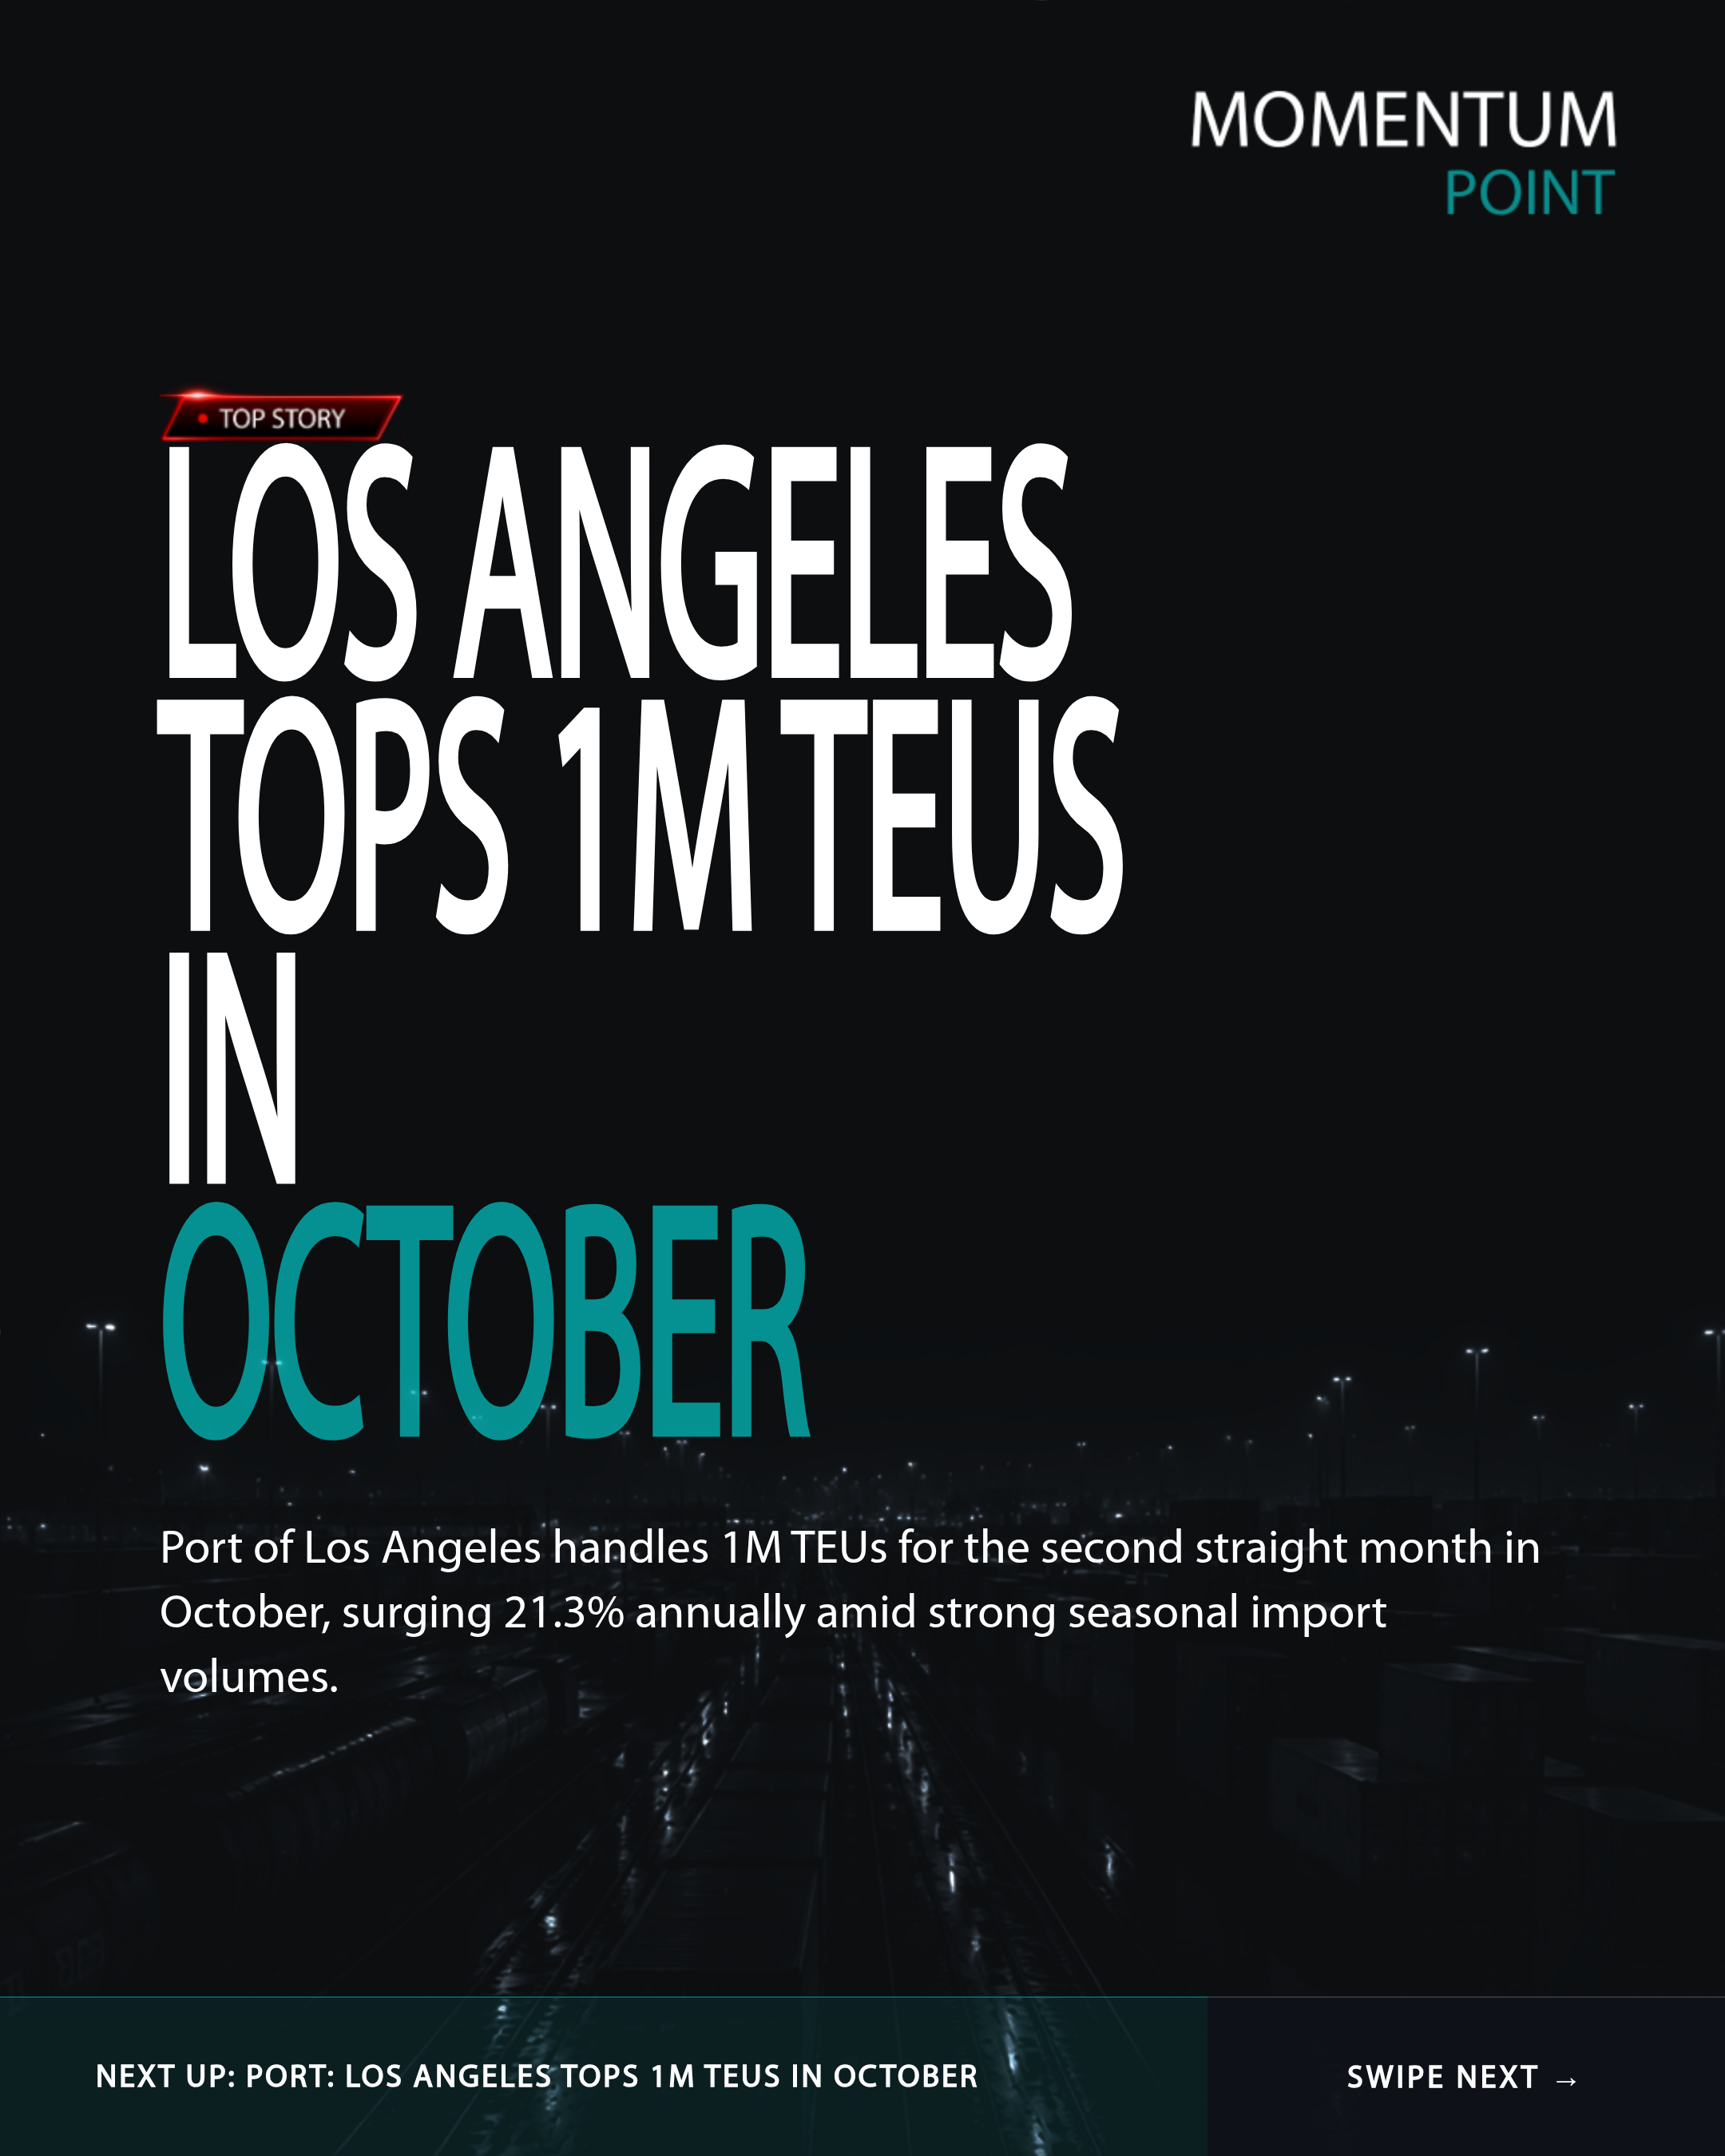 MOMENTUM
POINT
• TOP STORY
LOS ANGELES
TOPS 1M TEUS
IN
OCTOBER
Port of Los Angeles handles 1M TEUs for the second straight month in
October, surging 21.3% annually amid strong seasonal import
volumes.
NEXT UP: PORT: LOS ANGELES TOPS 1M TEUS IN OCTOBER
SWIPE NEXT →